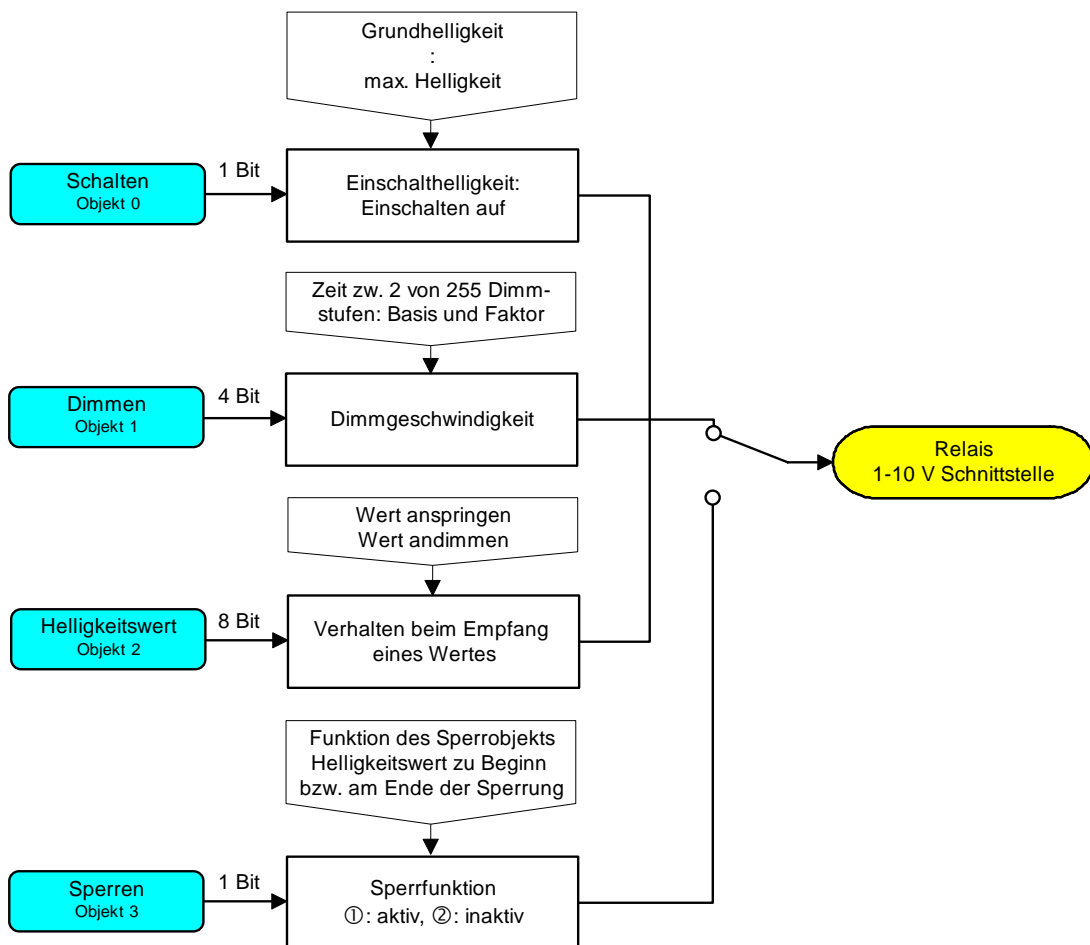 Grundhelligkeit
:
max. Helligkeit
Schalten
Objekt 0
1 Bit
Einschalthelligkeit:
Einschalten auf
Zeit zw. 2 von 255 Dimm-
stufen: Basis und Faktor
Dimmen
Objekt 1
4 Bit
Dimmgeschwindigkeit
Relais
1-10 V Schnittstelle
Wert anspringen
Wert andimmen
Helligkeitswert
Objekt 2
8 Bit
Verhalten beim Empfang
eines Wertes
Funktion des Sperrobjekts
Helligkeitswert zu Beginn
bzw. am Ende der Sperrung
Sperren
Objekt 3
1 Bit
Sperrfunktion
①: aktiv, ②: inaktiv